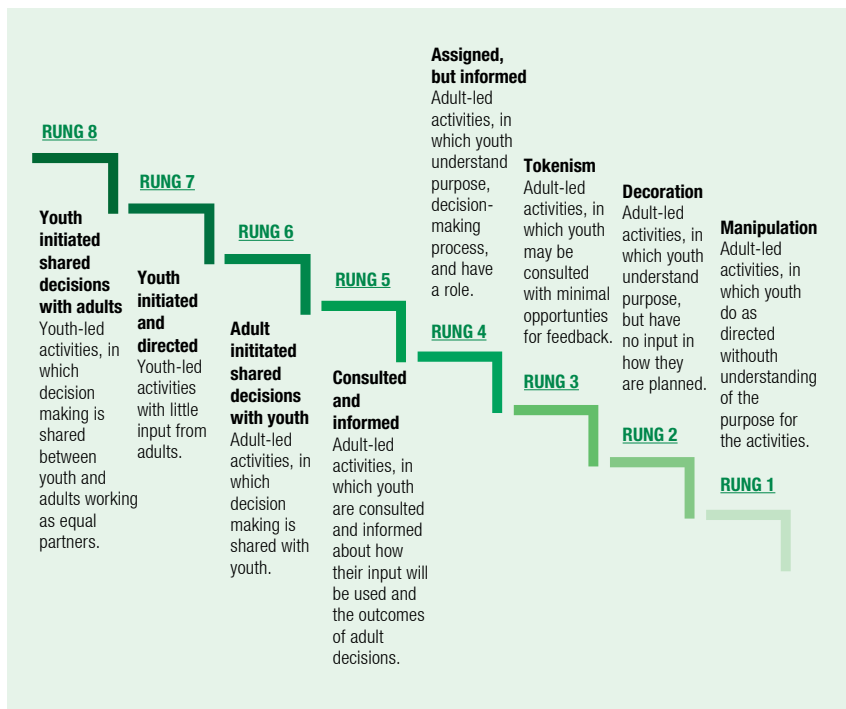 RUNG 8
Youth
initiated
shared
decisions
with adults
Youth-led
activities, in
which
decision
making is
shared
between
youth and
adults working
as equal
partners.
RUNG 7
Youth
initiated
and
directed
Youth-led
activities
with little
input from
adults.
RUNG 6
Adult
inititated
shared
decisions
with youth
Adult-led
activities, in
which
decision
making is
shared with
youth.
RUNG 5
Consulted
and
informed
Adult-led
activities, in
which youth
are consulted
and informed
about how
their input will
be used and
the outcomes
of adult
decisions.
Assigned,
but informed
Adult-led
activities, in
which youth
understand
purpose,
decision-
making
process,
and have
a role.
RUNG 4
Tokenism
Adult-led
activities, in
which youth
may be
consulted
with minimal
opportunties
for feedback.
RUNG 3
Decoration
Adult-led
activities, in
which youth
understand
purpose,
but have
no input in
how they
are planned.
RUNG 2
Manipulation
Adult-led
activities, in
which youth
do as
directed
withouth
understanding
of the
purpose for
the activities.
RUNG 1